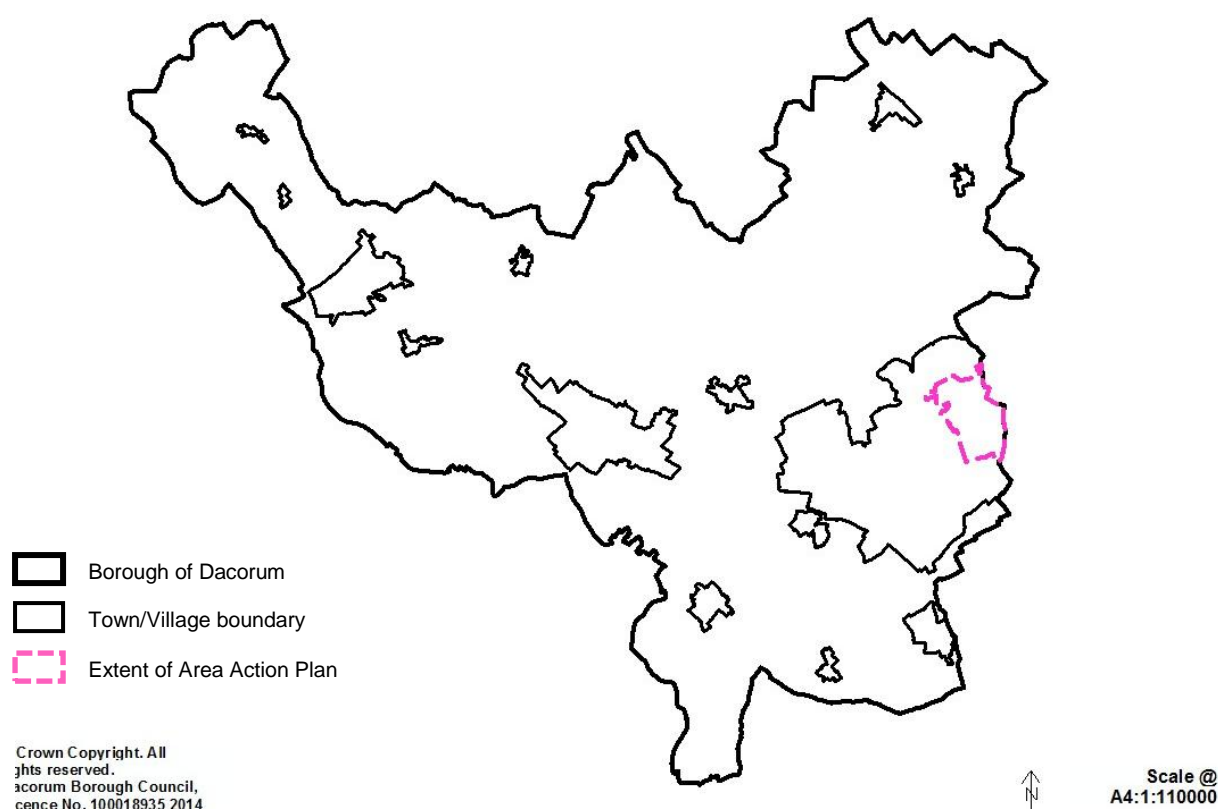 Borough of Dacorum
Town/Village boundary
Extent of Area Action Plan
Crown Copyright. All
ghts reserved.
acorum Borough Council,
cence No. 100018935 2014
N
Scale @
A4:1:110000